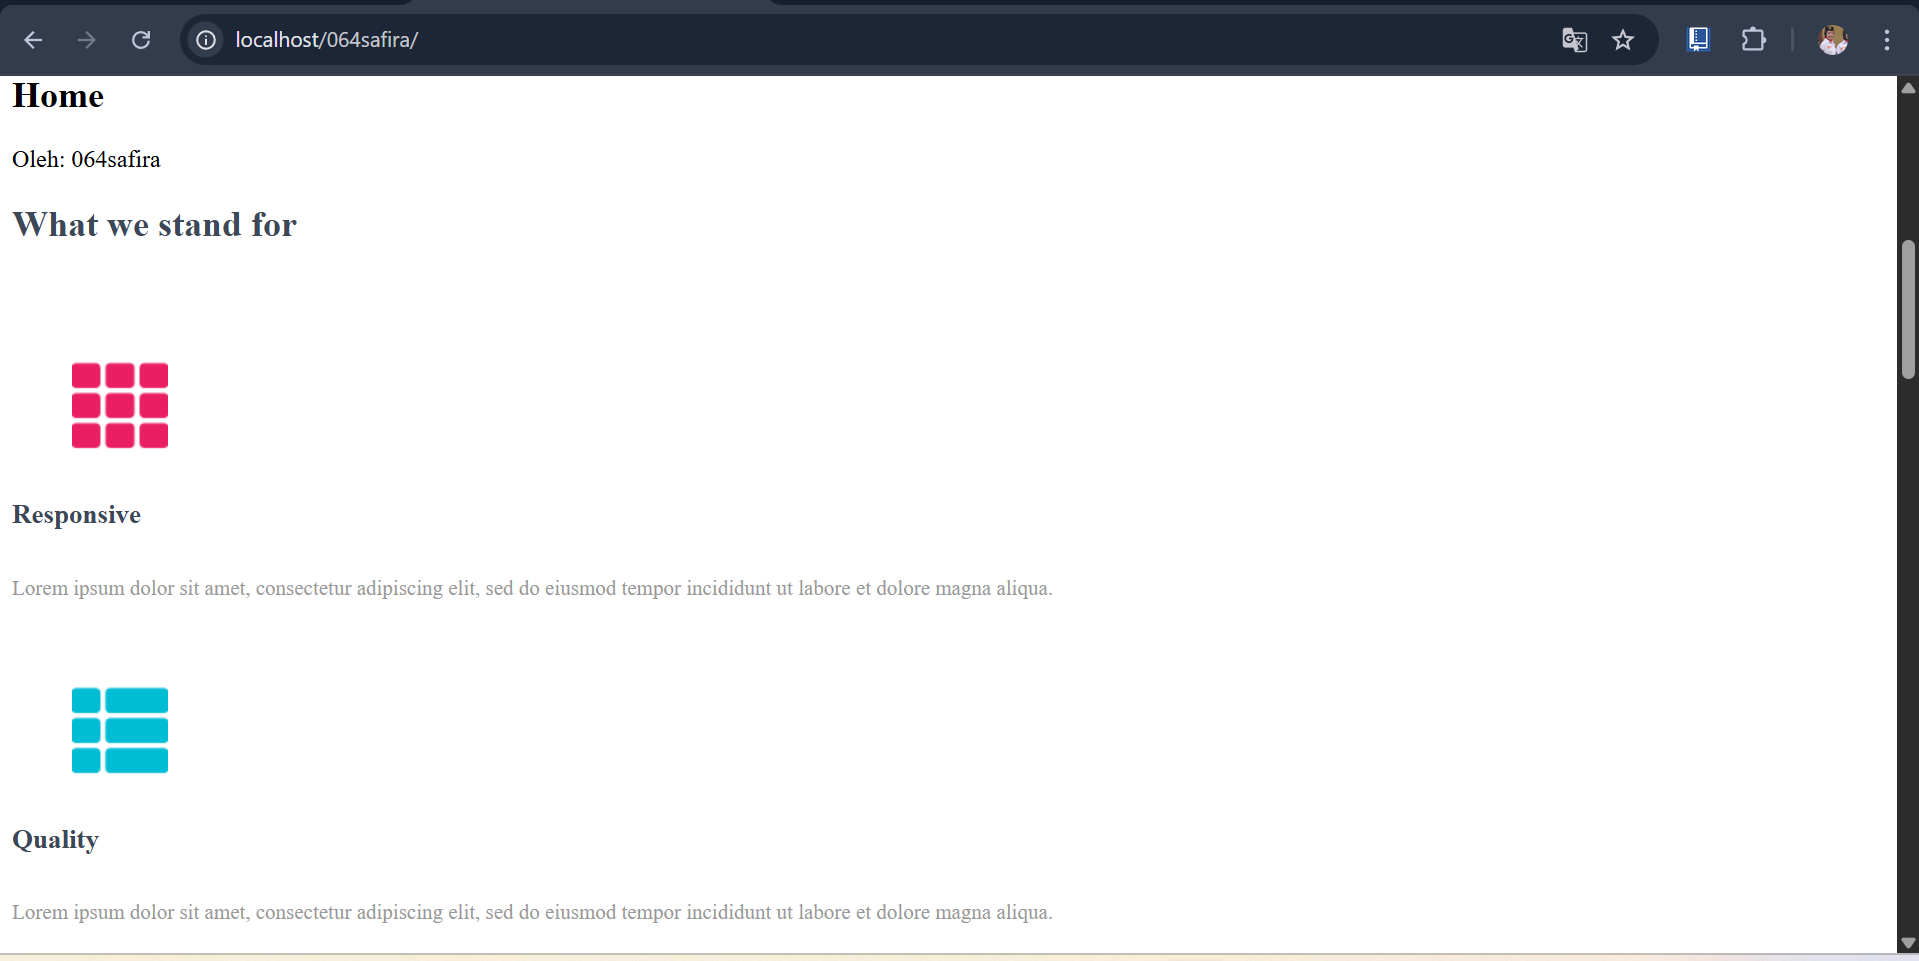 localhost/064safira/
Home
Oleh: 064safira
What we stand for
Responsive
Lorem ipsum dolor sit amet, consectetur adipiscing elit, sed do eiusmod tempor incididunt ut labore et dolore magna aliqua.
Quality
Lorem ipsum dolor sit amet, consectetur adipiscing elit, sed do eiusmod tempor incididunt ut labore et dolore magna aliqua.